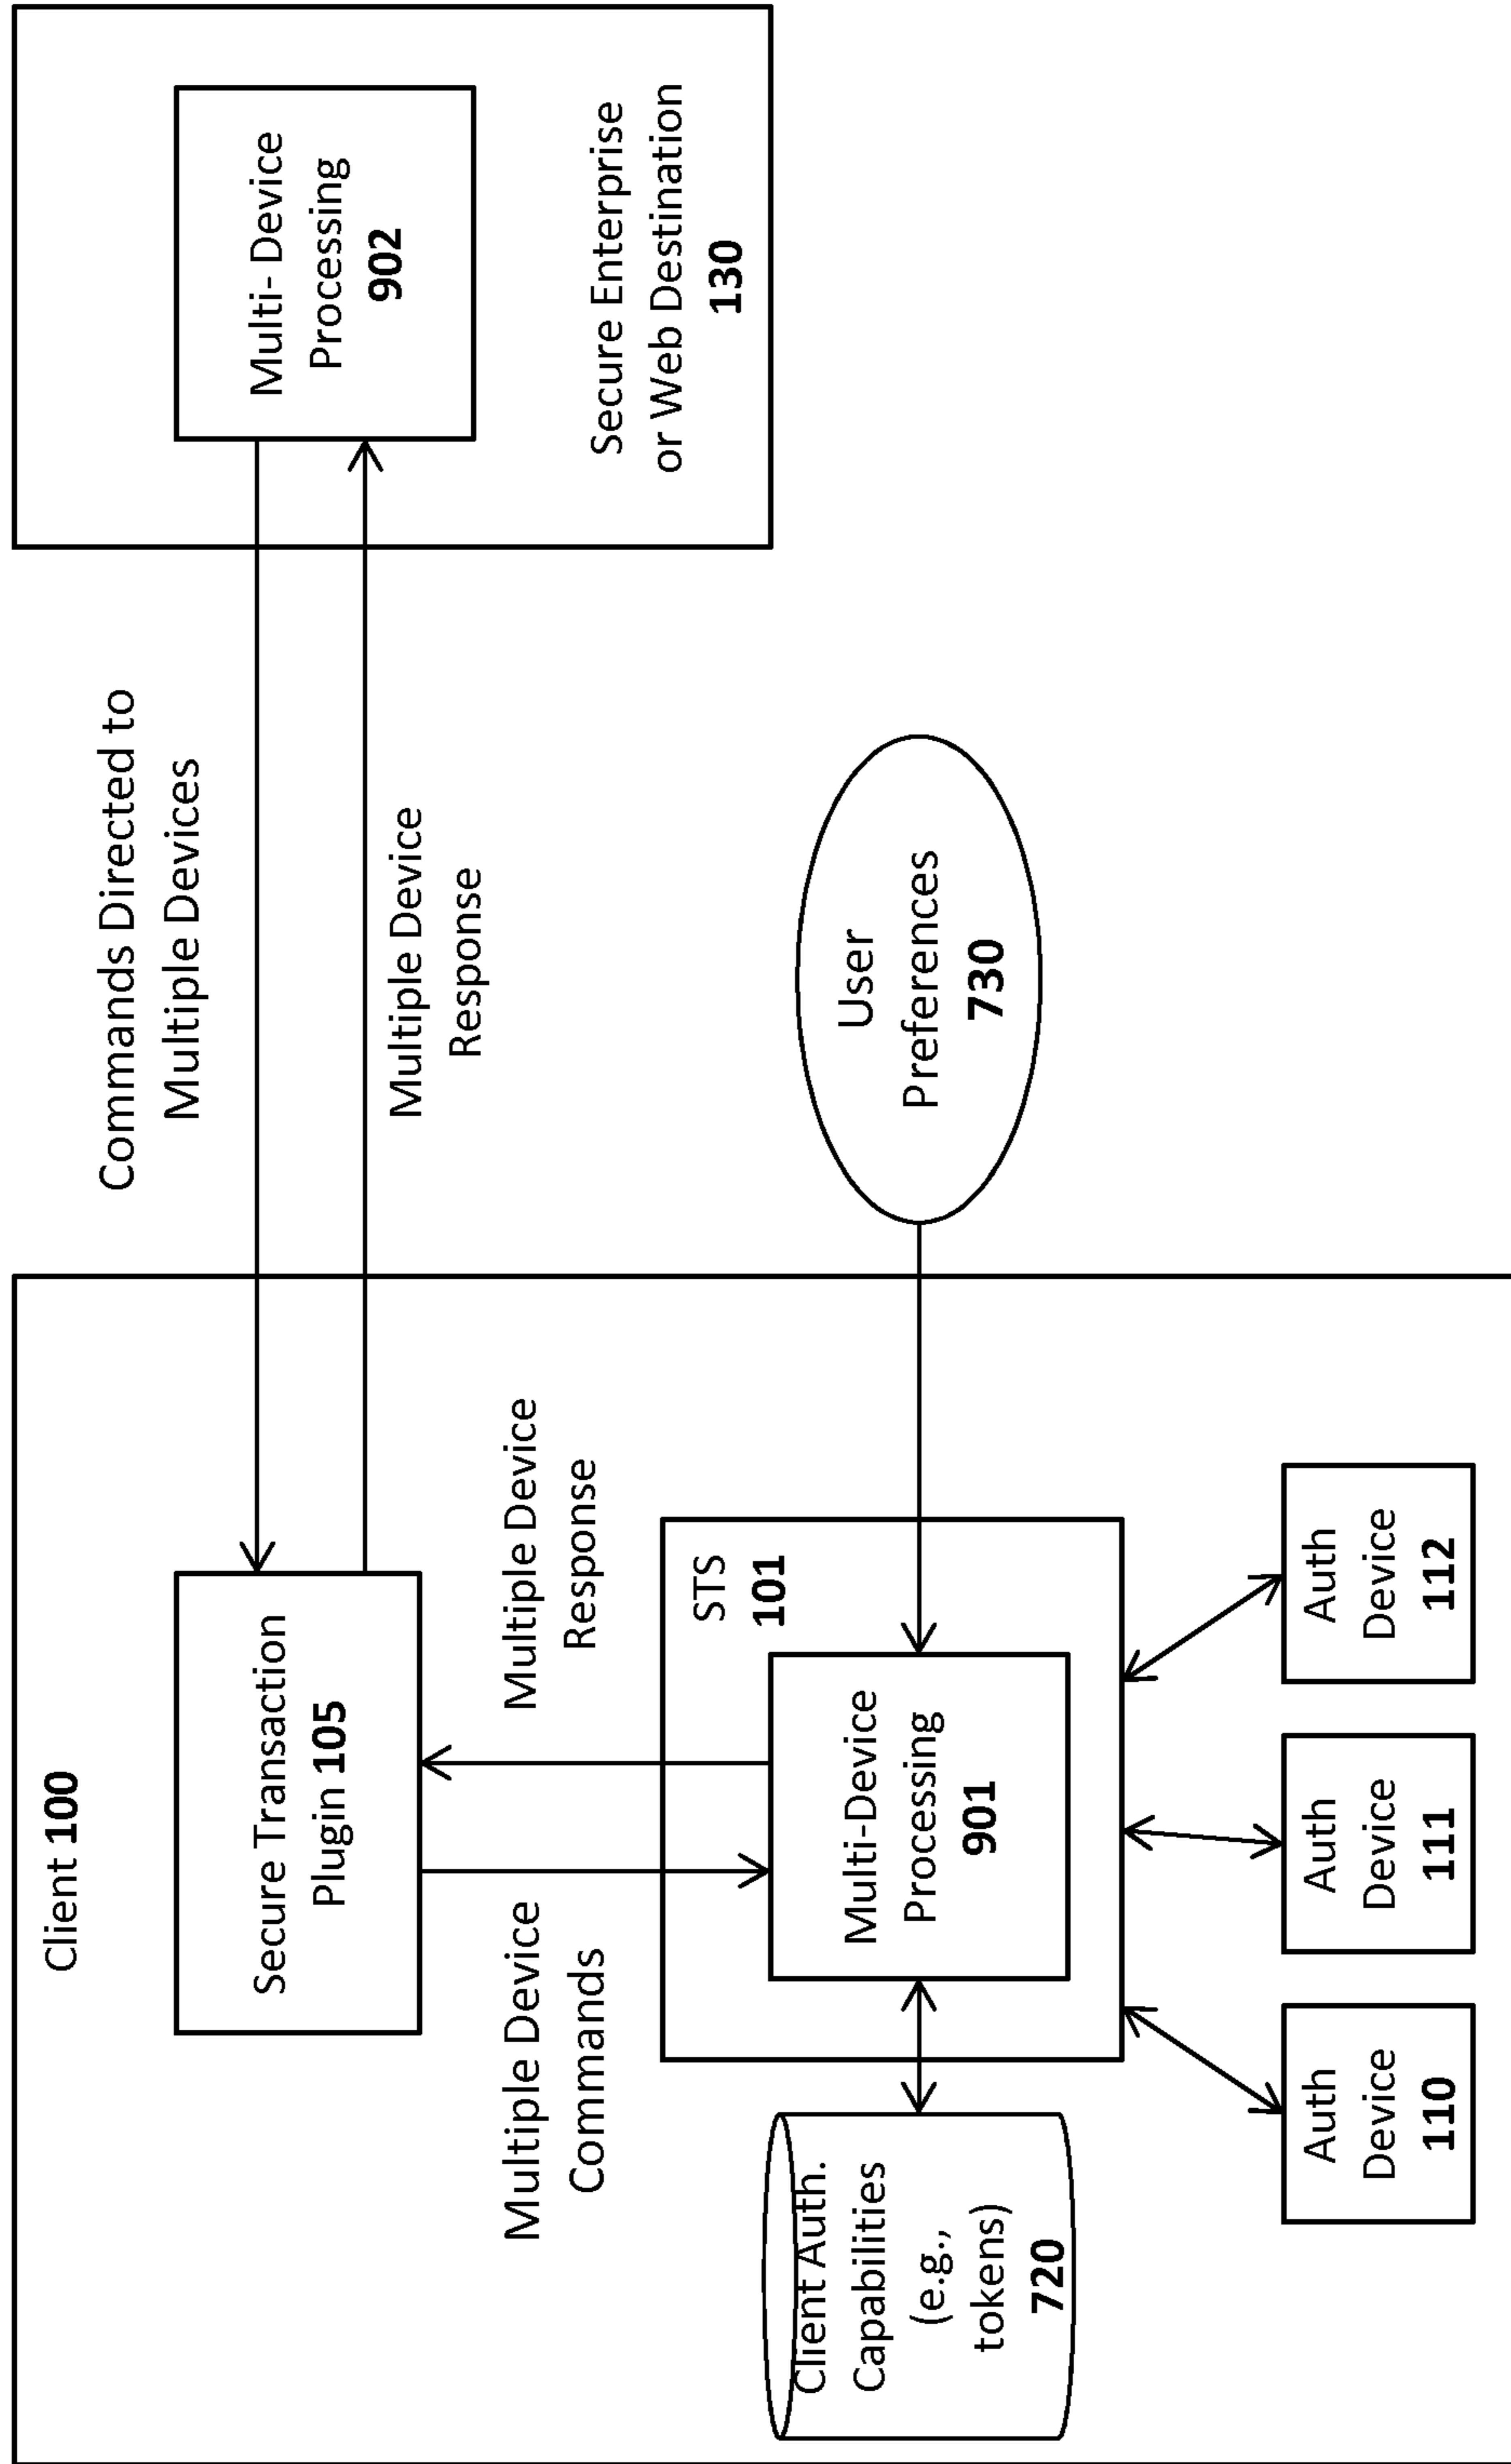 Client 100
Secure Transaction
Plugin 105
Commands Directed to
Multiple Devices
Multiple Device
Response
Multi- Device
Processing
902
Secure Enterprise
or Web Destination
130
Multiple Device
Commands
Multiple Device
Response
STS
101
Multi-Device
Processing
901
Client Auth.
Capabilities
(e.g.,
tokens)
720
User
Preferences
730
Auth
Device
110
Auth
Device
111
Auth
Device
112